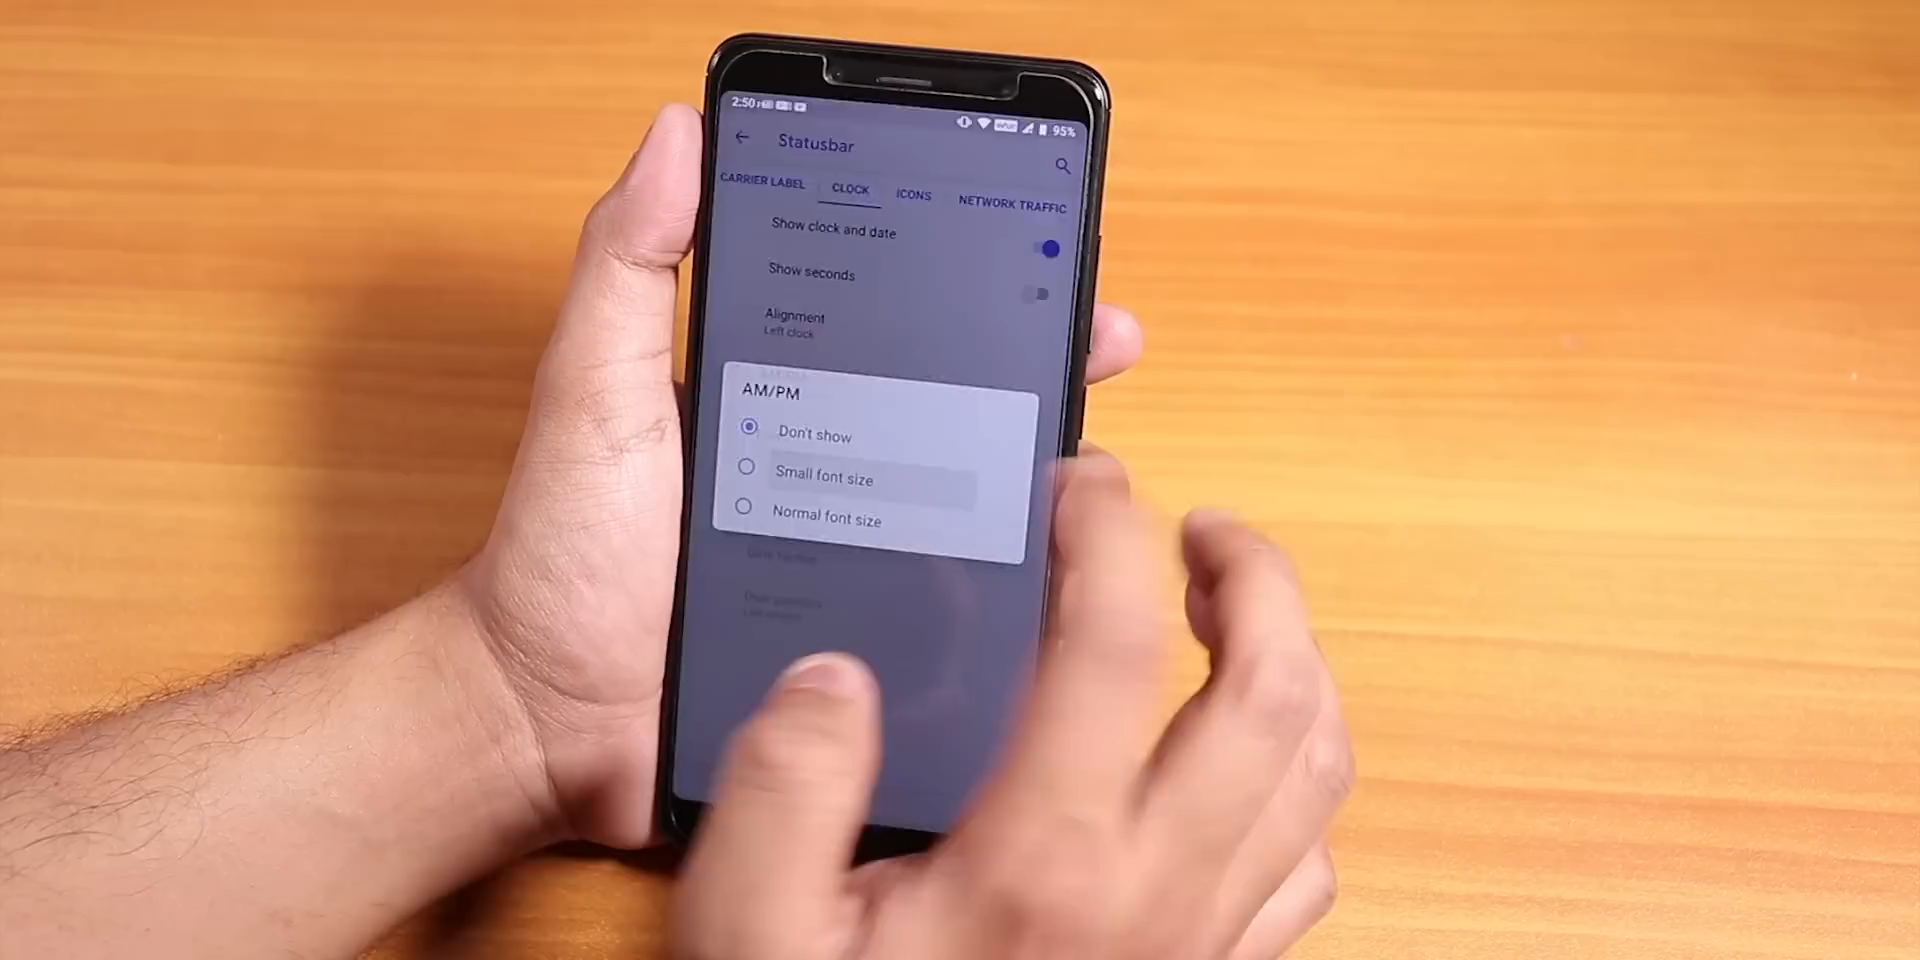 2:50
95%
Statusbar
CARRIER LABEL
CLOCK
ICONS
NETWORK TRAFFIC
Show clock and date
Show seconds
Alignment
Left clock
AM/PM
Don't show
Small font size
Normal font size